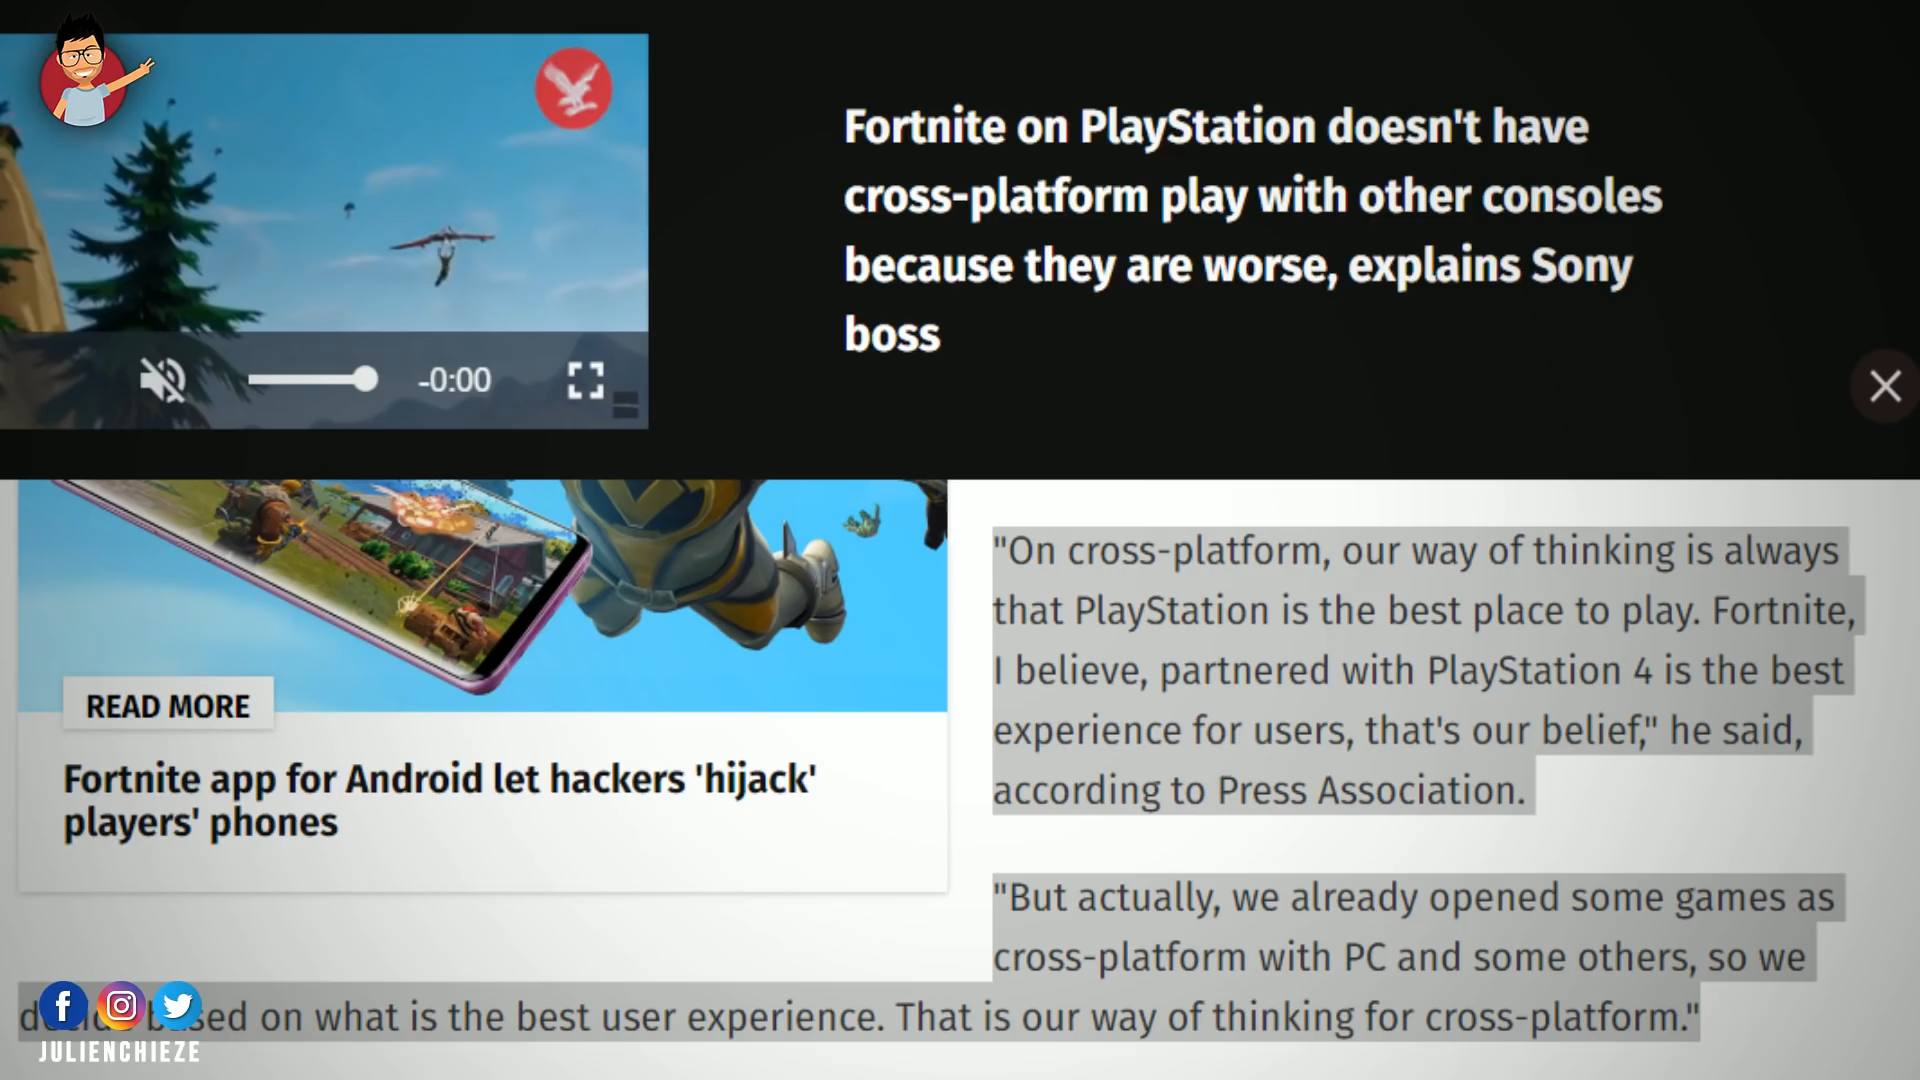 Fortnite on PlayStation doesn't have
cross-platform play with other consoles
because they are worse, explains Sony
boss
-0:00
READ MORE
Fortnite app for Android let hackers 'hijack'
players' phones
"On cross-platform, our way of thinking is always
that PlayStation is the best place to play. Fortnite,
I believe, partnered with PlayStation 4 is the best
experience for users, that's our belief," he said,
according to Press Association.
"But actually, we already opened some games as
cross-platform with PC and some others, so we
on what is the best user experience. That is our way of thinking for cross-platform."
JULIENCHIEZE